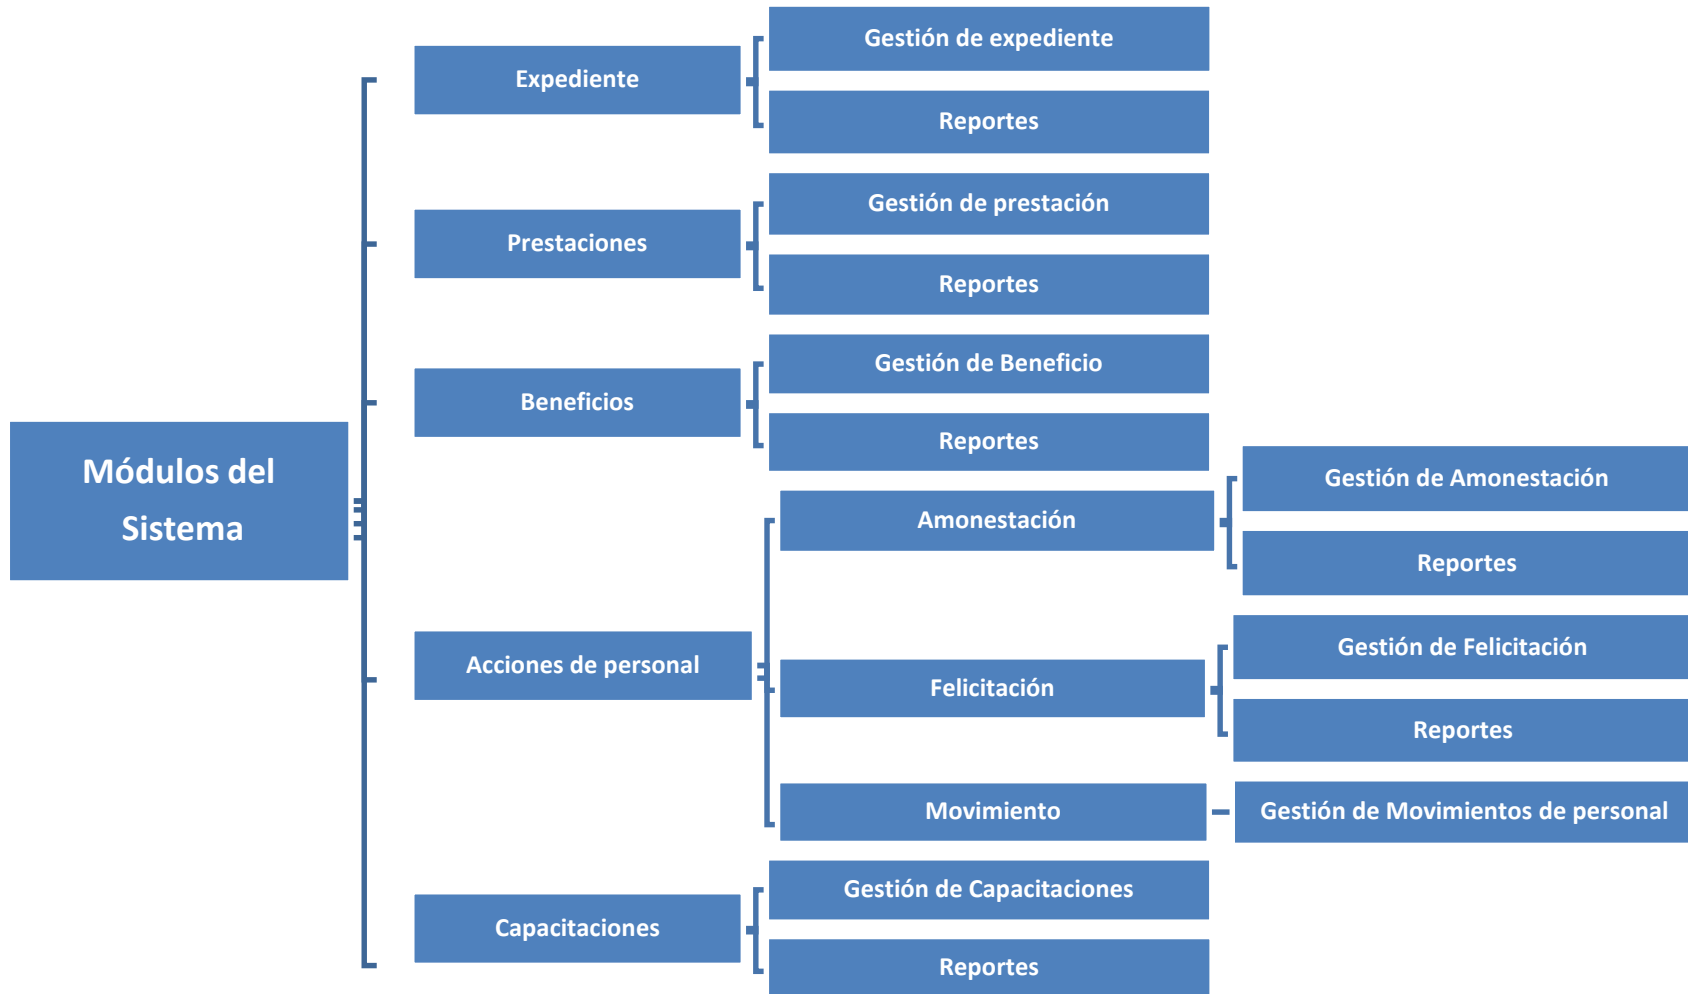 Módulos del
Sistema
Expediente
Gestión de expediente
Reportes
Prestaciones
Gestión de prestación
Reportes
Beneficios
Gestión de Beneficio
Reportes
Acciones de personal
Amonestación
Gestión de Amonestación
Reportes
Felicitación
Gestión de Felicitación
Reportes
Movimiento
Gestión de Movimientos de personal
Capacitaciones
Gestión de Capacitaciones
Reportes